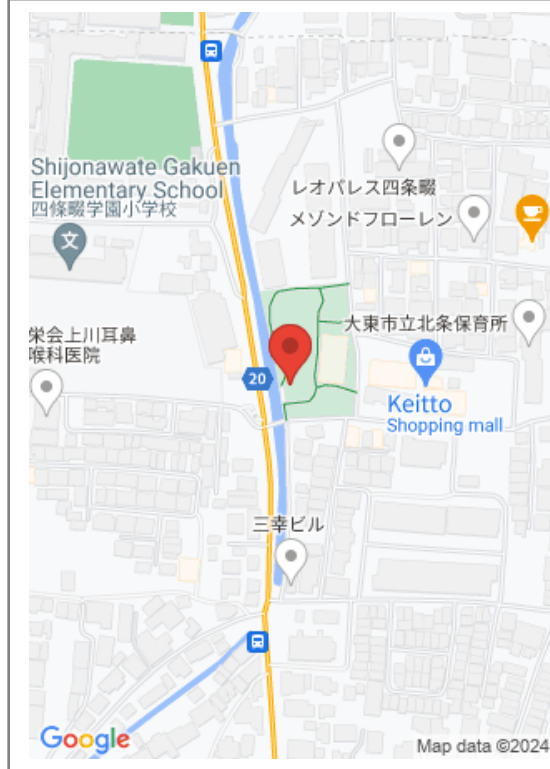 Shijonawate Gakuen
Elementary School
四條畷学園小学校
文
レオパレス四条畷
メゾンドフローレン
栄会上川耳鼻
喉科医院
大東市立北条保育所
20
Keitto
Shopping mall
三幸ビル
Google
Map data ©2024